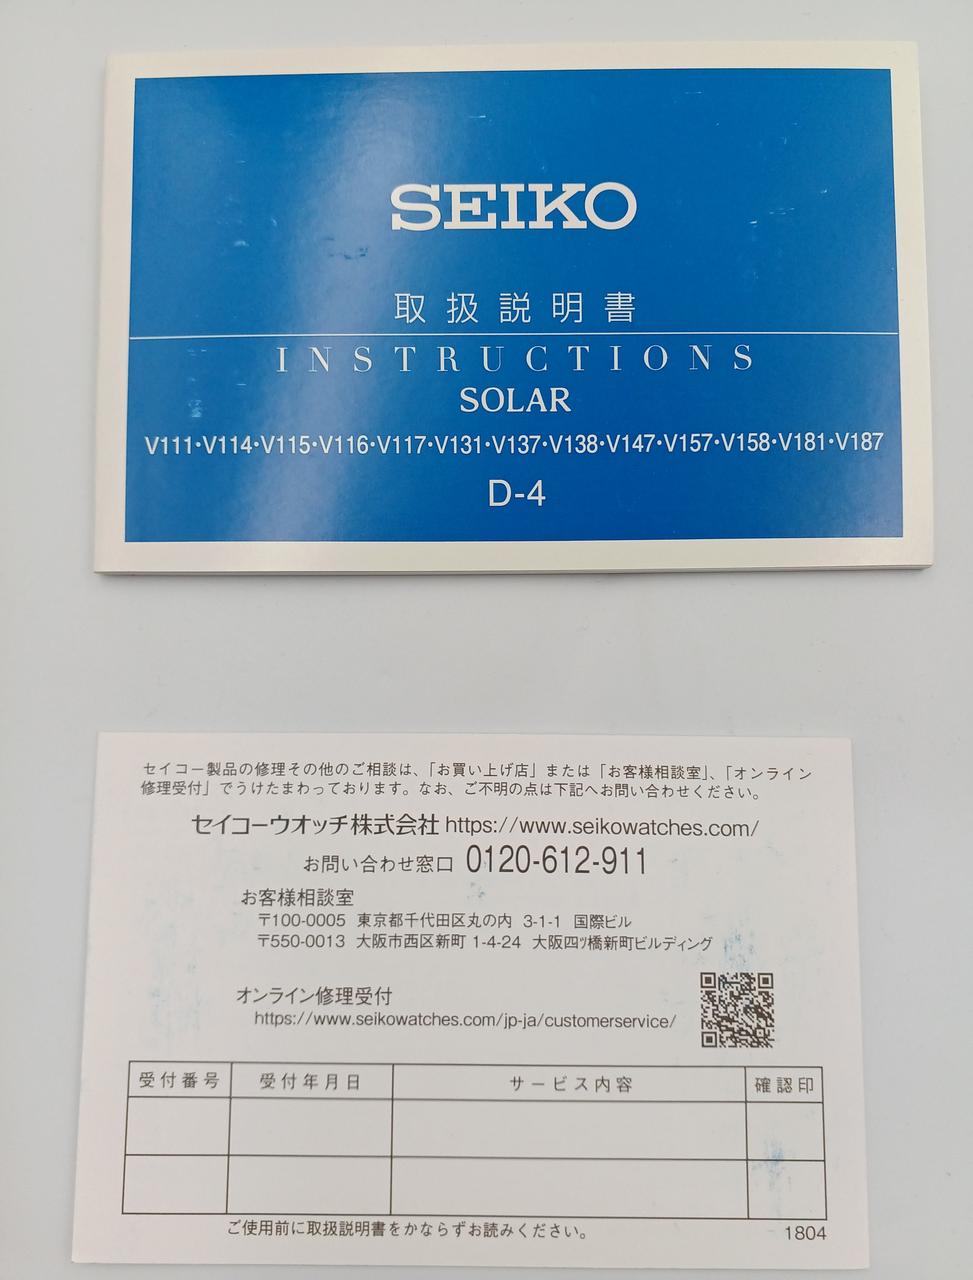 SEIKO
取扱説明書
INSTRUCTIONS
SOLAR
V111・V114・V115・V116・V117・V131・V137・V138・V147・V157・V158・V181・V187
D-4
セイコー製品の修理その他のご相談は、「お買い上げ店」または「お客様相談室」、「オンライン
修理受付」でうけたまわっております。なお、ご不明の点は下記へお問い合わせください。
セイコーウオッチ株式会社 https://www.seikowatches.com/
お問い合わせ窓口 0120-612-911
お客様相談室
〒100-0005 東京都千代田区丸の内 3-1-1 国際ビル
〒550-0013 大阪市西区新町 1-4-24 大阪四ツ橋新町ビルディング
オンライン修理受付
https://www.seikowatches.com/jp-ja/customerservice/
受付番号 受付年月日 サービス内容 確認印
ご使用前に取扱説明書をかならずお読みください。
1804